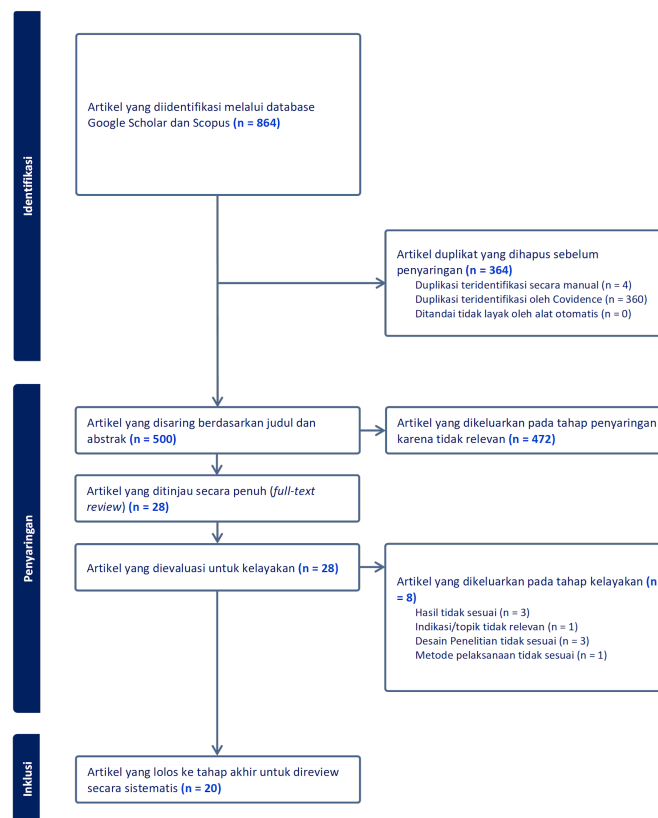 Identifikasi
Artikel yang diidentifikasi melalui database
Google Scholar dan Scopus (n = 864)
Artikel duplikat yang dihapus sebelum
penyaringan (n = 364)
Duplikasi teridentifikasi secara manual (n = 4)
Duplikasi teridentifikasi oleh Covidence (n = 360)
Ditandai tidak layak oleh alat otomatis (n = 0)
Penyaringan
Artikel yang disaring berdasarkan judul dan
abstrak (n = 500)
Artikel yang dikeluarkan pada tahap penyaringan
karena tidak relevan (n = 472)
Artikel yang ditinjau secara penuh (full-text
review) (n = 28)
Artikel yang dievaluasi untuk kelayakan (n = 28)
Artikel yang dikeluarkan pada tahap kelayakan (n
= 8)
Hasil tidak sesuai (n = 3)
Indikasi/topik tidak relevan (n = 1)
Desain Penelitian tidak sesuai (n = 3)
Metode pelaksanaan tidak sesuai (n = 1)
Inklusi
Artikel yang lolos ke tahap akhir untuk direview
secara sistematis (n = 20)